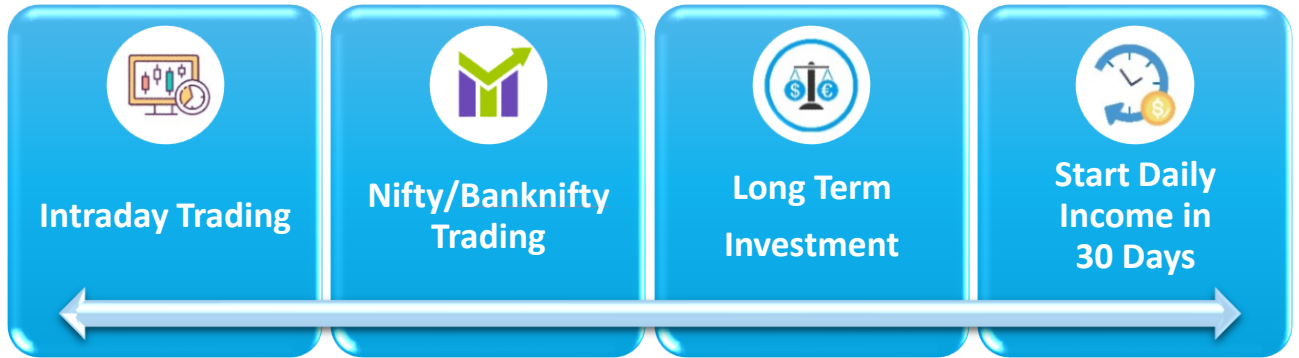 Intraday Trading
Nifty/Banknifty
Trading
Long Term
Investment
Start Daily
Income in
30 Days